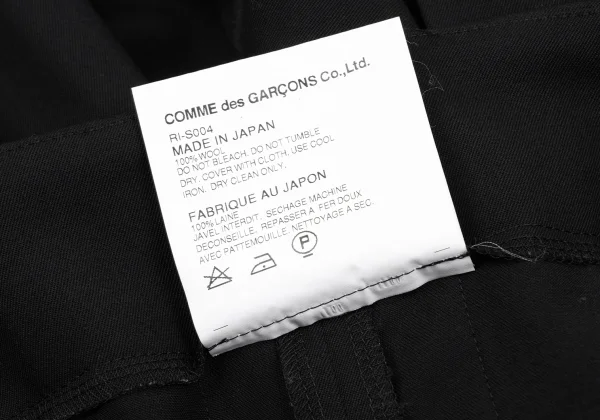 COMME des GARÇONS Co.,Ltd.
RI-S004
MADE IN JAPAN
100% WOOL
DO NOT BLEACH. DO NOT TUMBLE
DRY. COVER WITH CLOTH, USE COOL
IRON. DRY CLEAN ONLY.
FABRIQUE AU JAPON
100% LAINE
JAVEL INTERDIT. SECHAGE MACHINE
DECONSEILLE. REPASSER A FER DOUX
AVEC PATTEMOUILLE. NETTOYAGE A SEC.
P